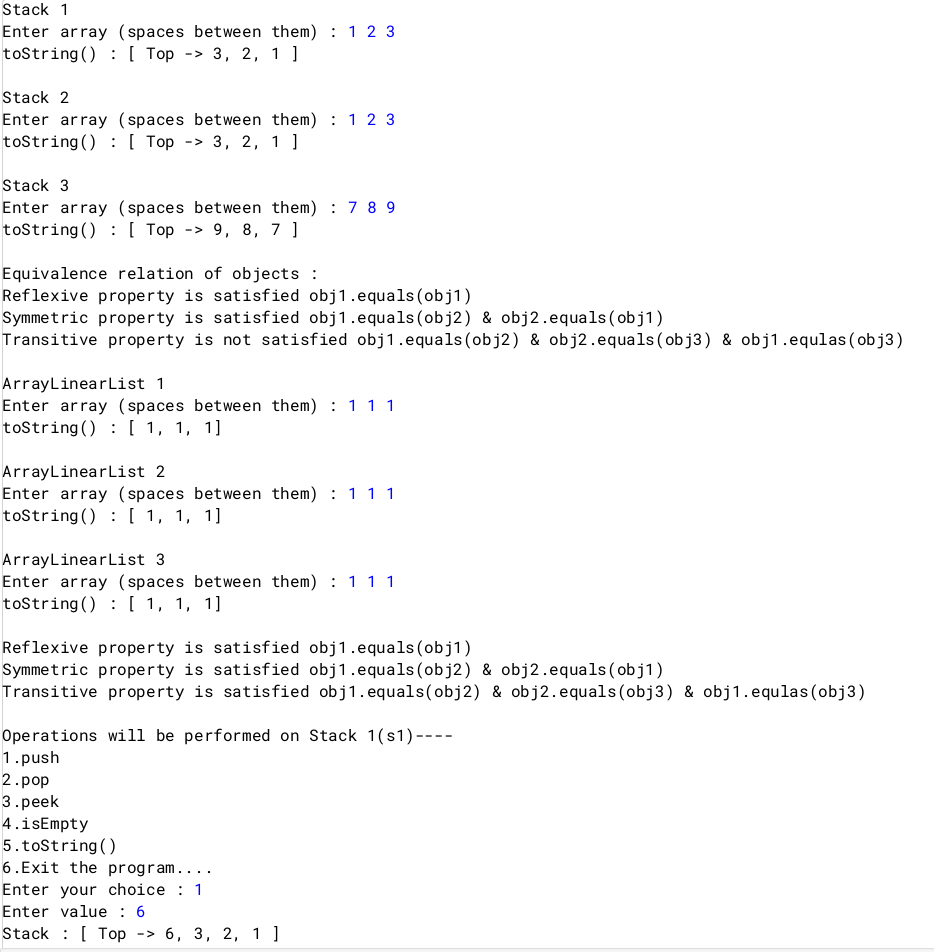 Stack 1
Enter array (spaces between them) : 1 2 3
toString() : [ Top -> 3, 2, 1 ]
Stack 2
Enter array (spaces between them) : 1 2 3
toString() : [ Top -> 3, 2, 1 ]
Stack 3
Enter array (spaces between them) : 7 8 9
toString() : [ Top -> 9, 8, 7 ]
Equivalence relation of objects :
Reflexive property is satisfied obj1.equals(obj1)
Symmetric property is satisfied obj1.equals(obj2) & obj2.equals(obj1)
Transitive property is not satisfied obj1.equals(obj2) & obj2.equals(obj3) & obj1.equlas(obj3)
ArrayLinearList 1
Enter array (spaces between them) : 1 1 1
toString() : [ 1, 1, 1]
ArrayLinearList 2
Enter array (spaces between them) : 1 1 1
toString() : [ 1, 1, 1]
ArrayLinearList 3
Enter array (spaces between them) : 1 1 1
toString() : [ 1, 1, 1]
Reflexive property is satisfied obj1.equals(obj1)
Symmetric property is satisfied obj1.equals(obj2) & obj2.equals(obj1)
Transitive property is satisfied obj1.equals(obj2) & obj2.equals(obj3) & obj1.equlas(obj3)
Operations will be performed on Stack 1(s1)----
1.push
2.pop
3.peek
4.isEmpty
5.toString()
6.Exit the program....
Enter your choice : 1
Enter value : 6
Stack : [ Top -> 6, 3, 2, 1 ]